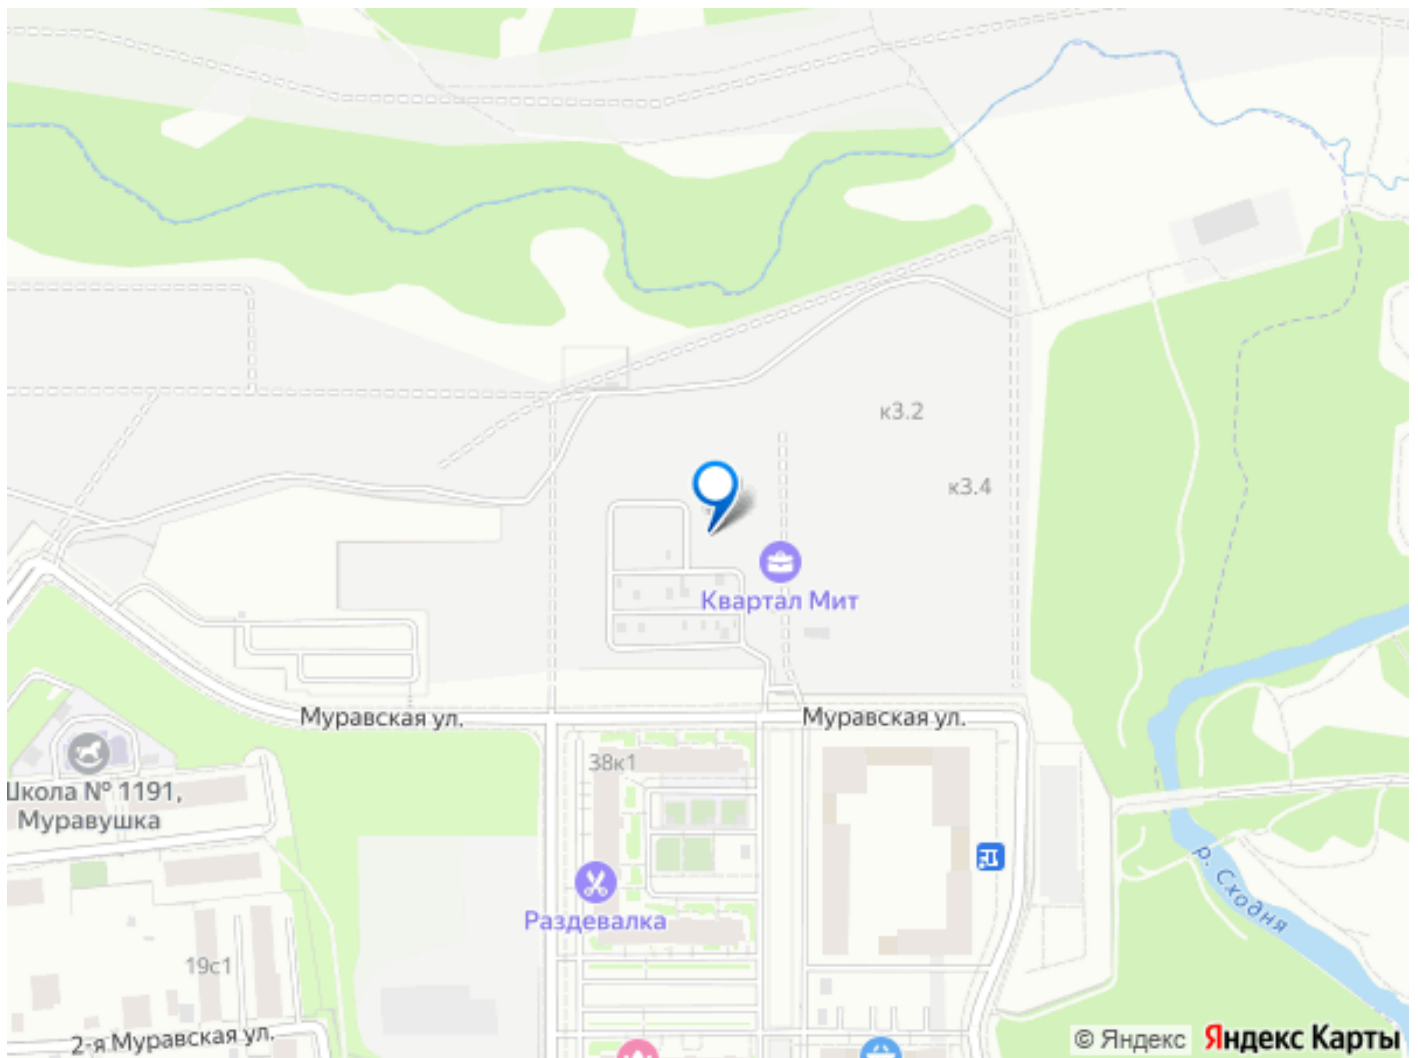 к3.2
к3.4
Квартал Мит
Муравская ул.
Муравская ул.
38к1
Школа № 1191,
Муравушка
р. Сходня
Раздевалка
19с1
2-я Муравская ул.
© Яндекс Яндекс Карты